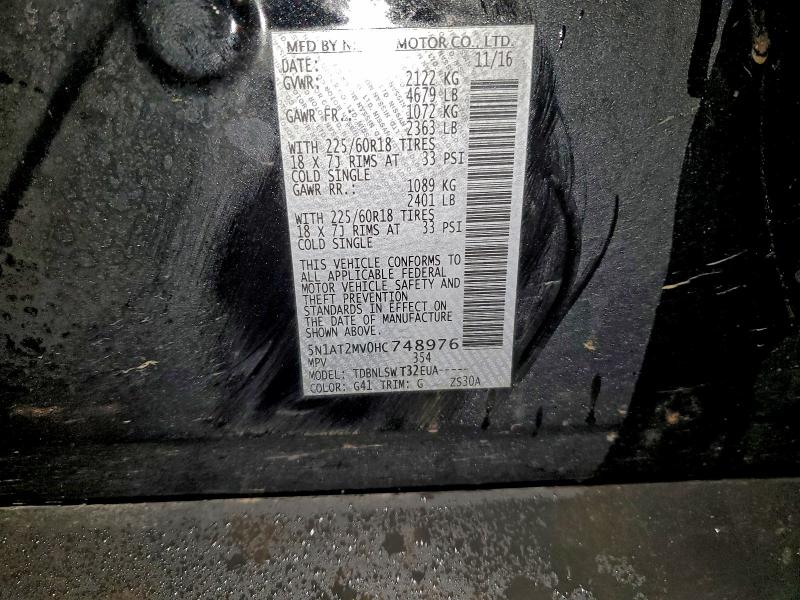 MFD BY MOTOR CO., LTD.
DATE: 11/16
GVWR: 2122 KG
4679 LB
GAWR FR.: 1072 KG
2363 LB
WITH 225/60R18 TIRES
18 X 7J RIMS AT 33 PSI
COLD SINGLE
GAWR RR.: 1089 KG
2401 LB
WITH 225/60R18 TIRES
18 X 7J RIMS AT 33 PSI
COLD SINGLE
THIS VEHICLE CONFORMS TO
ALL APPLICABLE FEDERAL
MOTOR VEHICLE SAFETY AND
THEFT PREVENTION
STANDARDS IN EFFECT ON
THE DATE OF MANUFACTURE
SHOWN ABOVE.
5N1AT2MV0HC748976
MPV 354
MODEL: TDBNLSWT32EUA-----
COLOR: G41 TRIM: G ZS30A